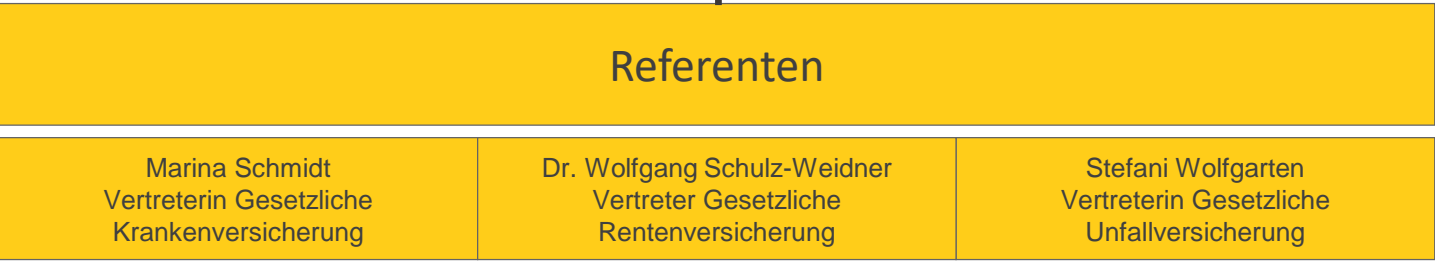 Referenten
Marina Schmidt
Vertreterin Gesetzliche
Krankenversicherung
Dr. Wolfgang Schulz-Weidner
Vertreter Gesetzliche
Rentenversicherung
Stefani Wolfgarten
Vertreterin Gesetzliche
Unfallversicherung